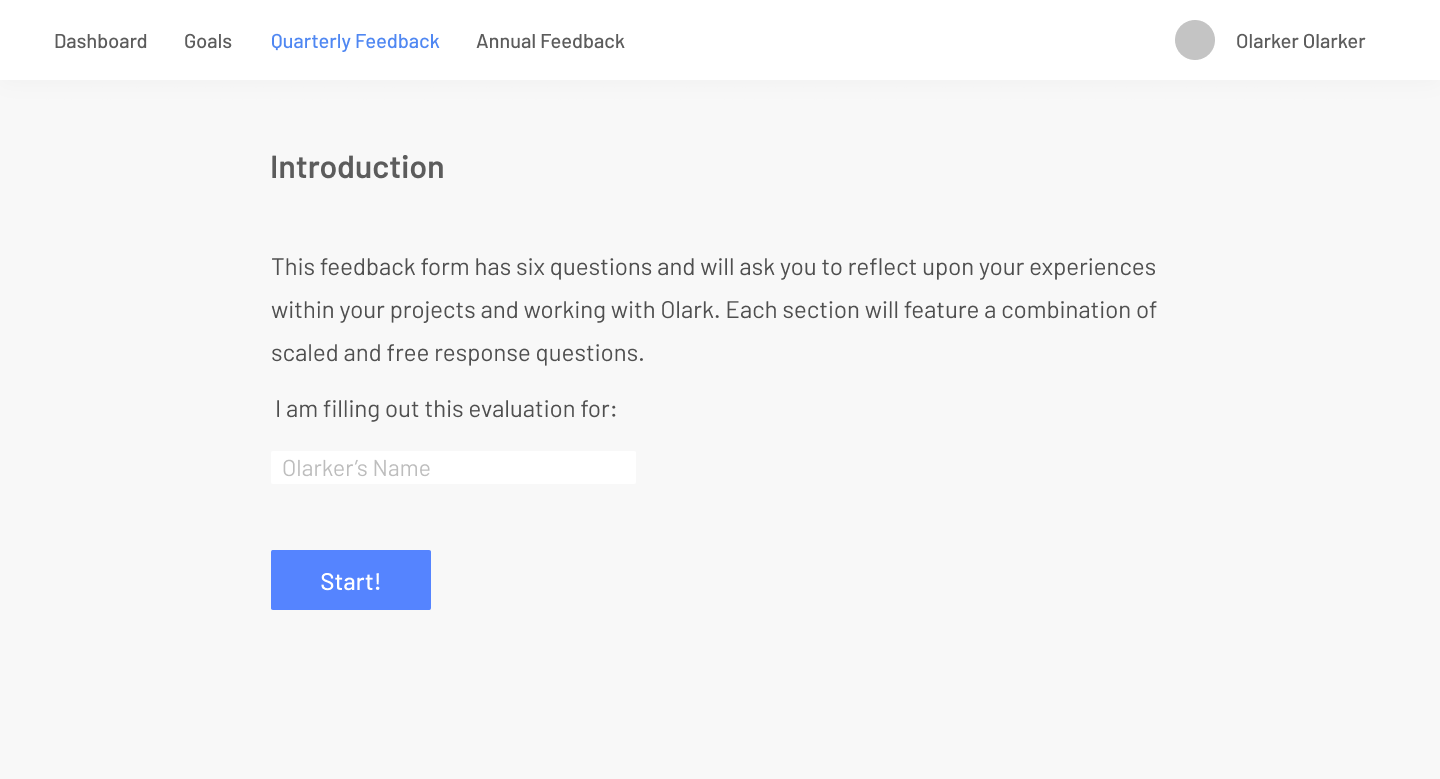 Dashboard Goals Quarterly Feedback Annual Feedback Olarker Olarker
Introduction
This feedback form has six questions and will ask you to reflect upon your experiences
within your projects and working with Olark. Each section will feature a combination of
scaled and free response questions.
I am filling out this evaluation for:
Olarker’s Name
Start!